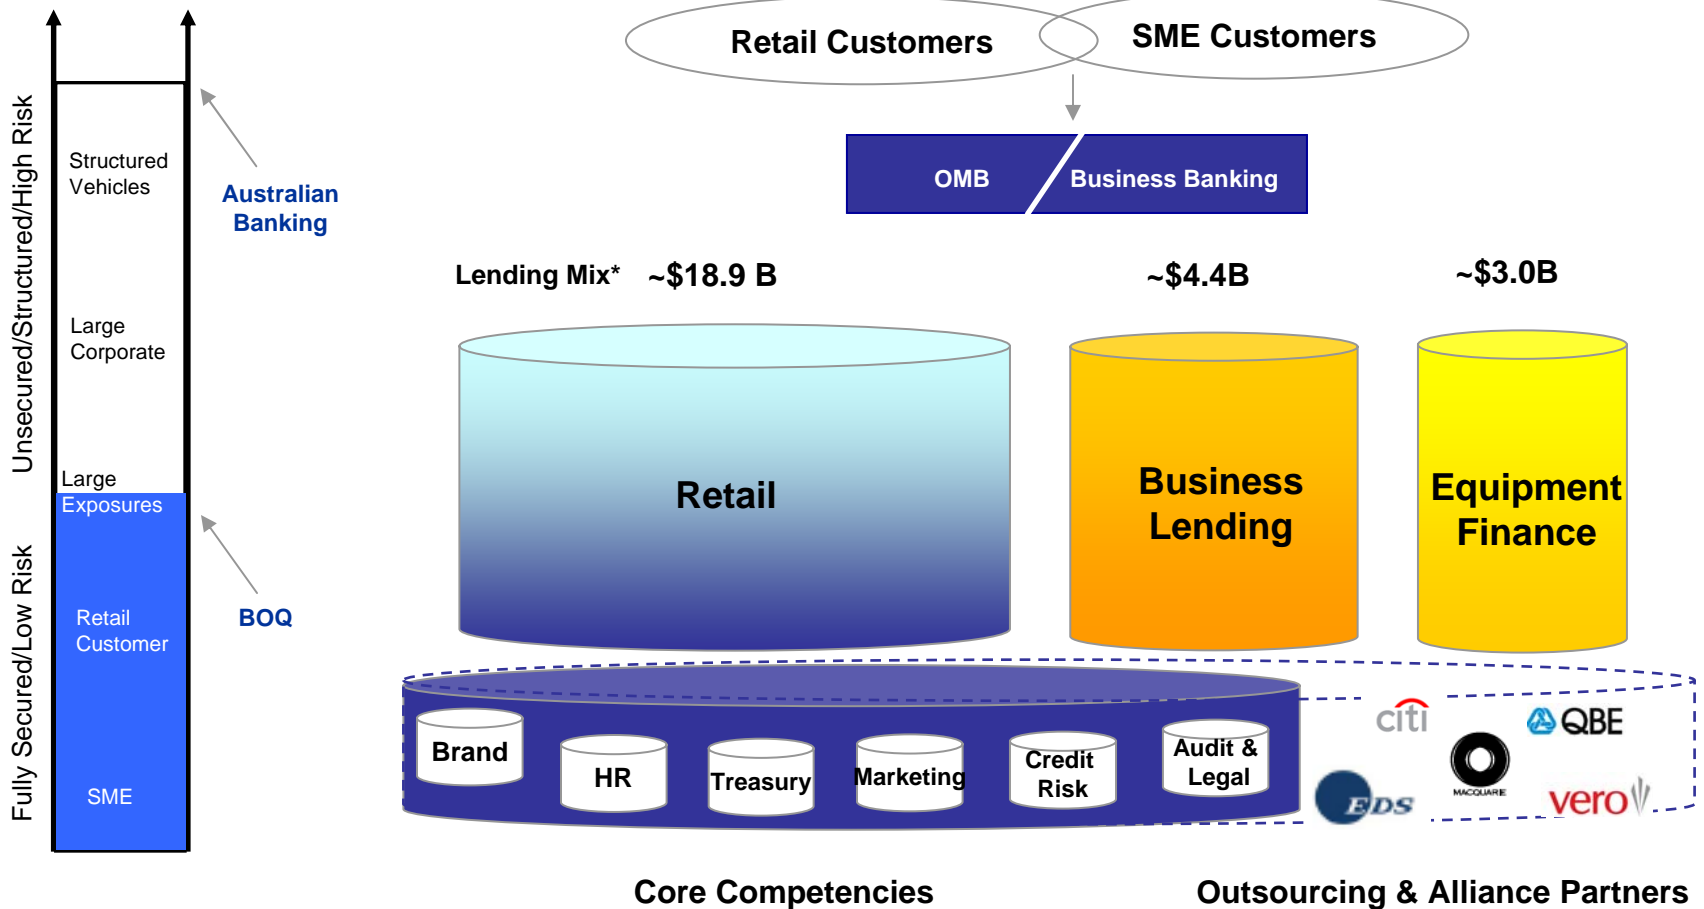 Unsecured/Structured/High Risk
Fully Secured/Low Risk
Structured
Vehicles
Large
Corporate
Large
Exposures
Retail
Customer
SME
Australian
Banking
BOQ
Retail Customers
SME Customers
OMB
Business Banking
Lending Mix*
~$18.9 B
~$4.4B
~$3.0B
Retail
Business
Lending
Equipment
Finance
Brand
HR
Treasury
Marketing
Credit
Risk
Audit &
Legal
citi
QBE
MACQUARIE
EDS
vero
Core Competencies
Outsourcing & Alliance Partners